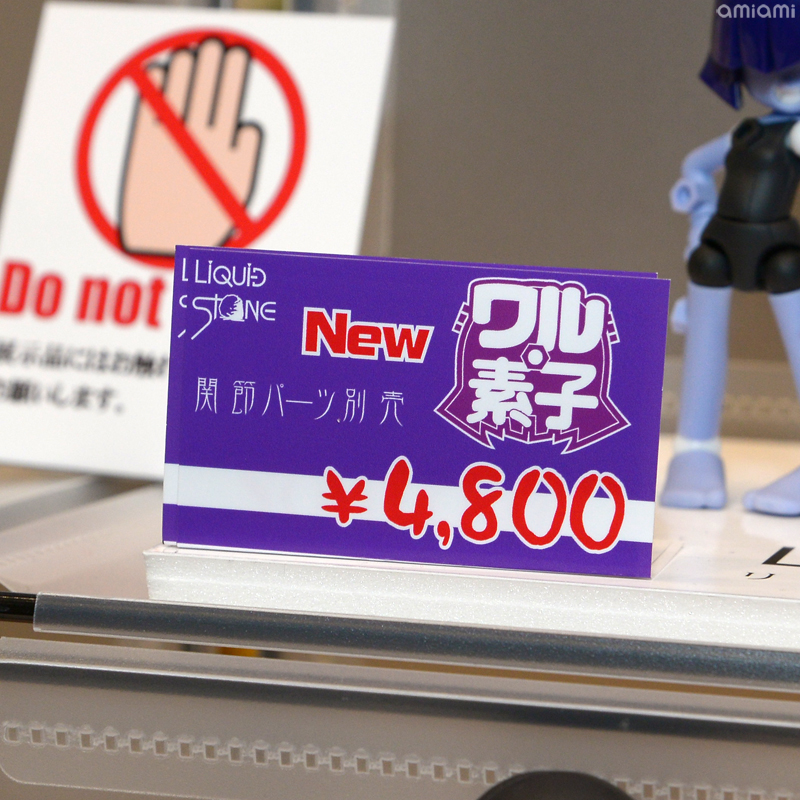 amiami
Do not
LIQUID
STONE
New
ワル
素子
関節パーツ別売
¥4,800